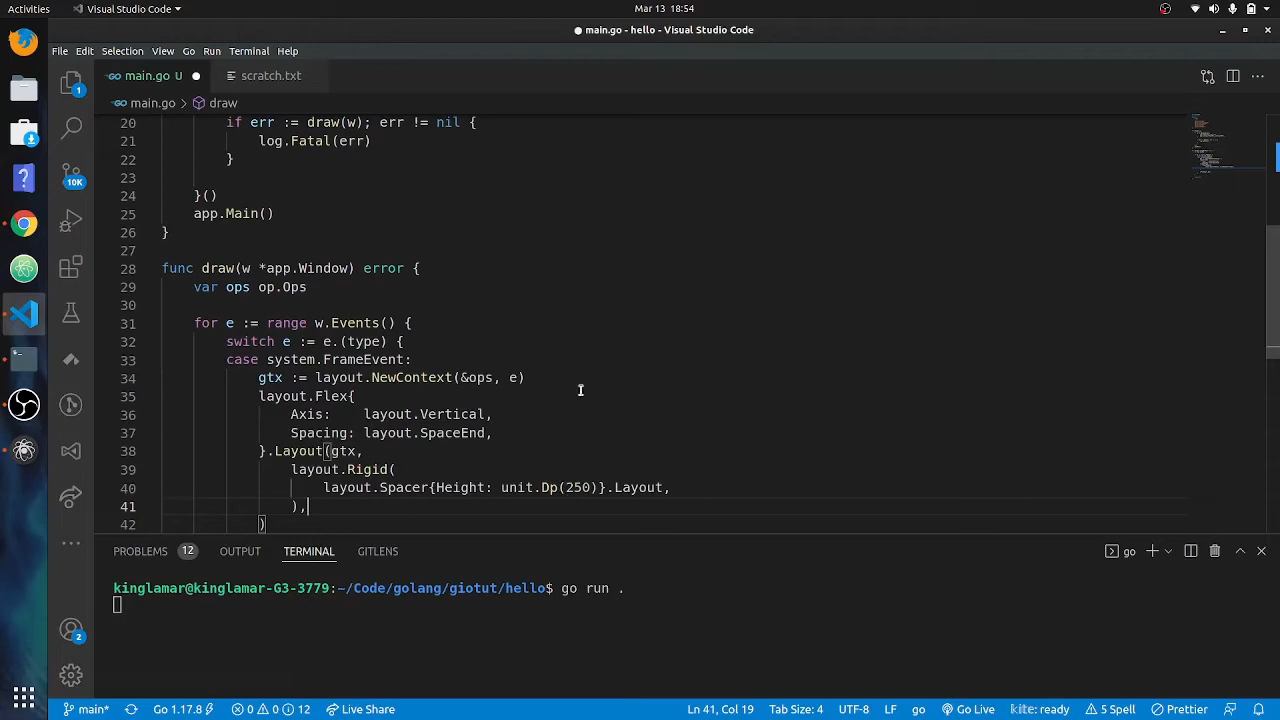 Activities
Visual Studio Code
Mar 13 18:54
main.go - hello - Visual Studio Code
File Edit Selection View Go Run Terminal Help
main.go U
scratch.txt
main.go > draw
20 if err := draw(w); err != nil {
21 log.Fatal(err)
22 }
23
24 }()
25 app.Main()
26 }
27
28 func draw(w *app.Window) error {
29 var ops op.Ops
30
31 for e := range w.Events() {
32 switch e := e.(type) {
33 case system.FrameEvent:
34 gtx := layout.NewContext(&ops, e)
35 layout.Flex{
36 Axis: layout.Vertical,
37 Spacing: layout.SpaceEnd,
38 }.Layout(gtx,
39 layout.Rigid(
40 layout.Spacer{Height: unit.Dp(250)}.Layout,
41 ),
42 )
1
10K
2
PROBLEMS 12 OUTPUT TERMINAL GITLENS
go
kinglamar@kinglamar-G3-3779:~/Code/golang/giotut/hello$ go run .
main* Go 1.17.8 0 0 12 Live Share
Ln 41, Col 19 Tab Size: 4 UTF-8 LF go Go Live kite: ready 5 Spell Prettier